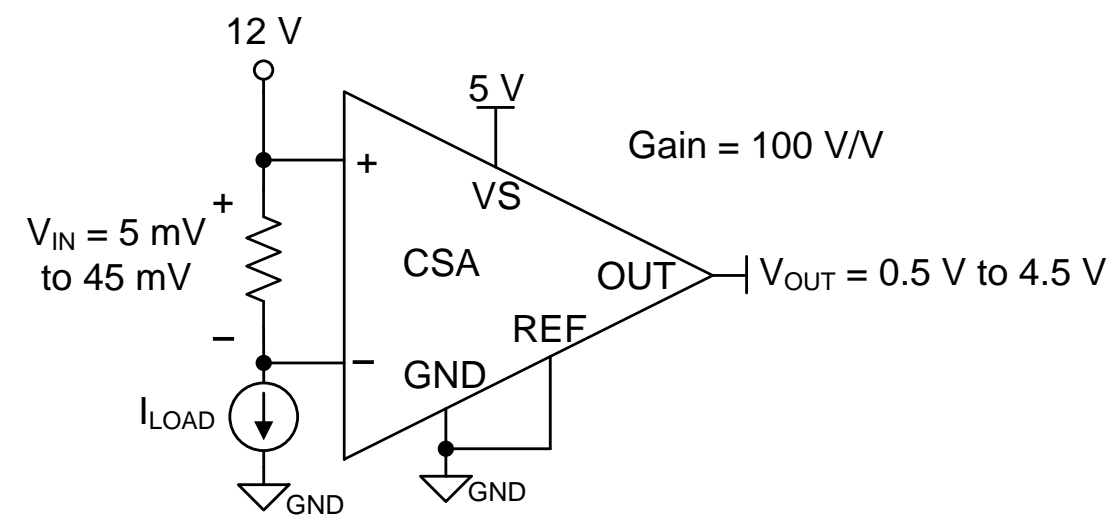 12 V
5 V
Gain = 100 V/V
+
VS
+
V_IN = 5 mV
to 45 mV
CSA
OUT
V_OUT = 0.5 V to 4.5 V
REF
−
−
GND
I_LOAD
GND
GND